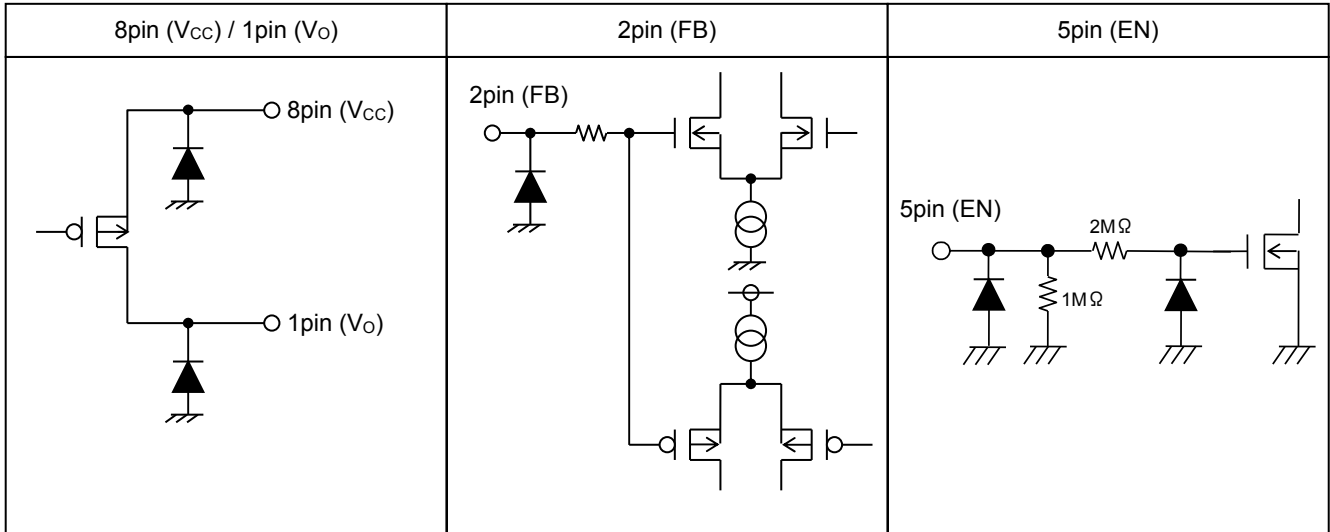 8pin (VCC) / 1pin (VO)
2pin (FB)
5pin (EN)
8pin (VCC)
1pin (VO)
2pin (FB)
5pin (EN)
2MΩ
1MΩ